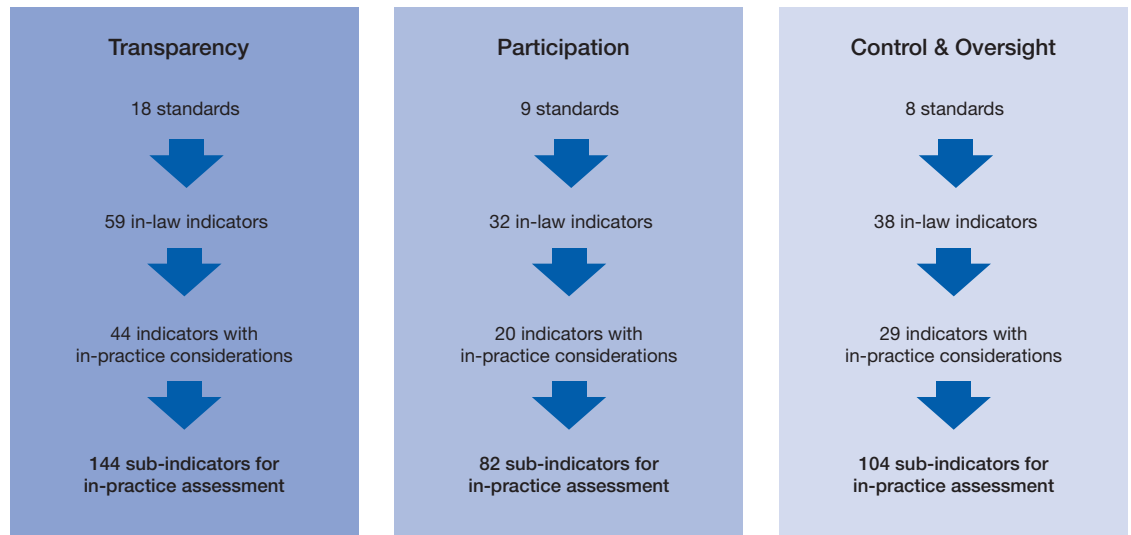 Transparency
18 standards
59 in-law indicators
44 indicators with
in-practice considerations
144 sub-indicators for
in-practice assessment
Participation
9 standards
32 in-law indicators
20 indicators with
in-practice considerations
82 sub-indicators for
in-practice assessment
Control & Oversight
8 standards
38 in-law indicators
29 indicators with
in-practice considerations
104 sub-indicators for
in-practice assessment